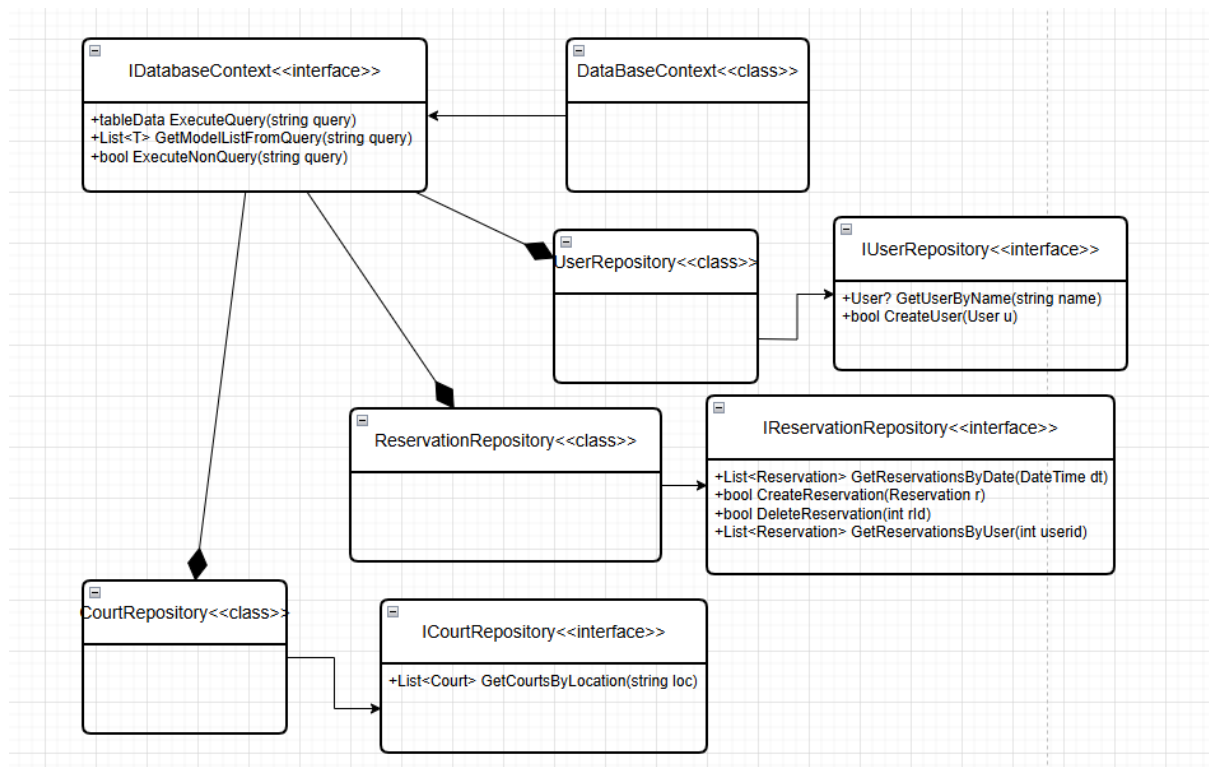 IDatabaseContext<<interface>>
+tableData ExecuteQuery(string query)
+List<T> GetModelListFromQuery(string query)
+bool ExecuteNonQuery(string query)
DataBaseContext<<class>>
UserRepository<<class>>
IUserRepository<<interface>>
+User? GetUserByName(string name)
+bool CreateUser(User u)
ReservationRepository<<class>>
IReservationRepository<<interface>>
+List<Reservation> GetReservationsByDate(DateTime dt)
+bool CreateReservation(Reservation r)
+bool DeleteReservation(int rId)
+List<Reservation> GetReservationsByUser(int userid)
CourtRepository<<class>>
ICourtRepository<<interface>>
+List<Court> GetCourtsByLocation(string loc)